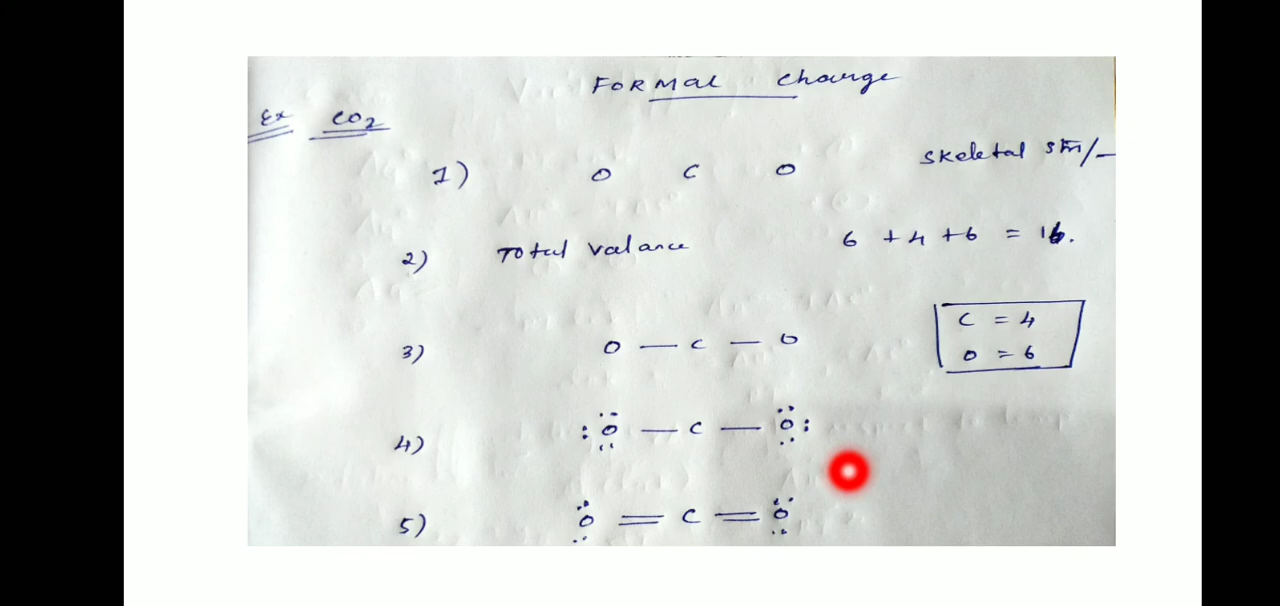 FORMAL Charge
Ex CO2
1) O C O Skeletal str/-
2) Total valance 6 + 4 + 6 = 16.
C = 4
3) O — C — O
O = 6
4) :O — C — O:
5) O = C = O